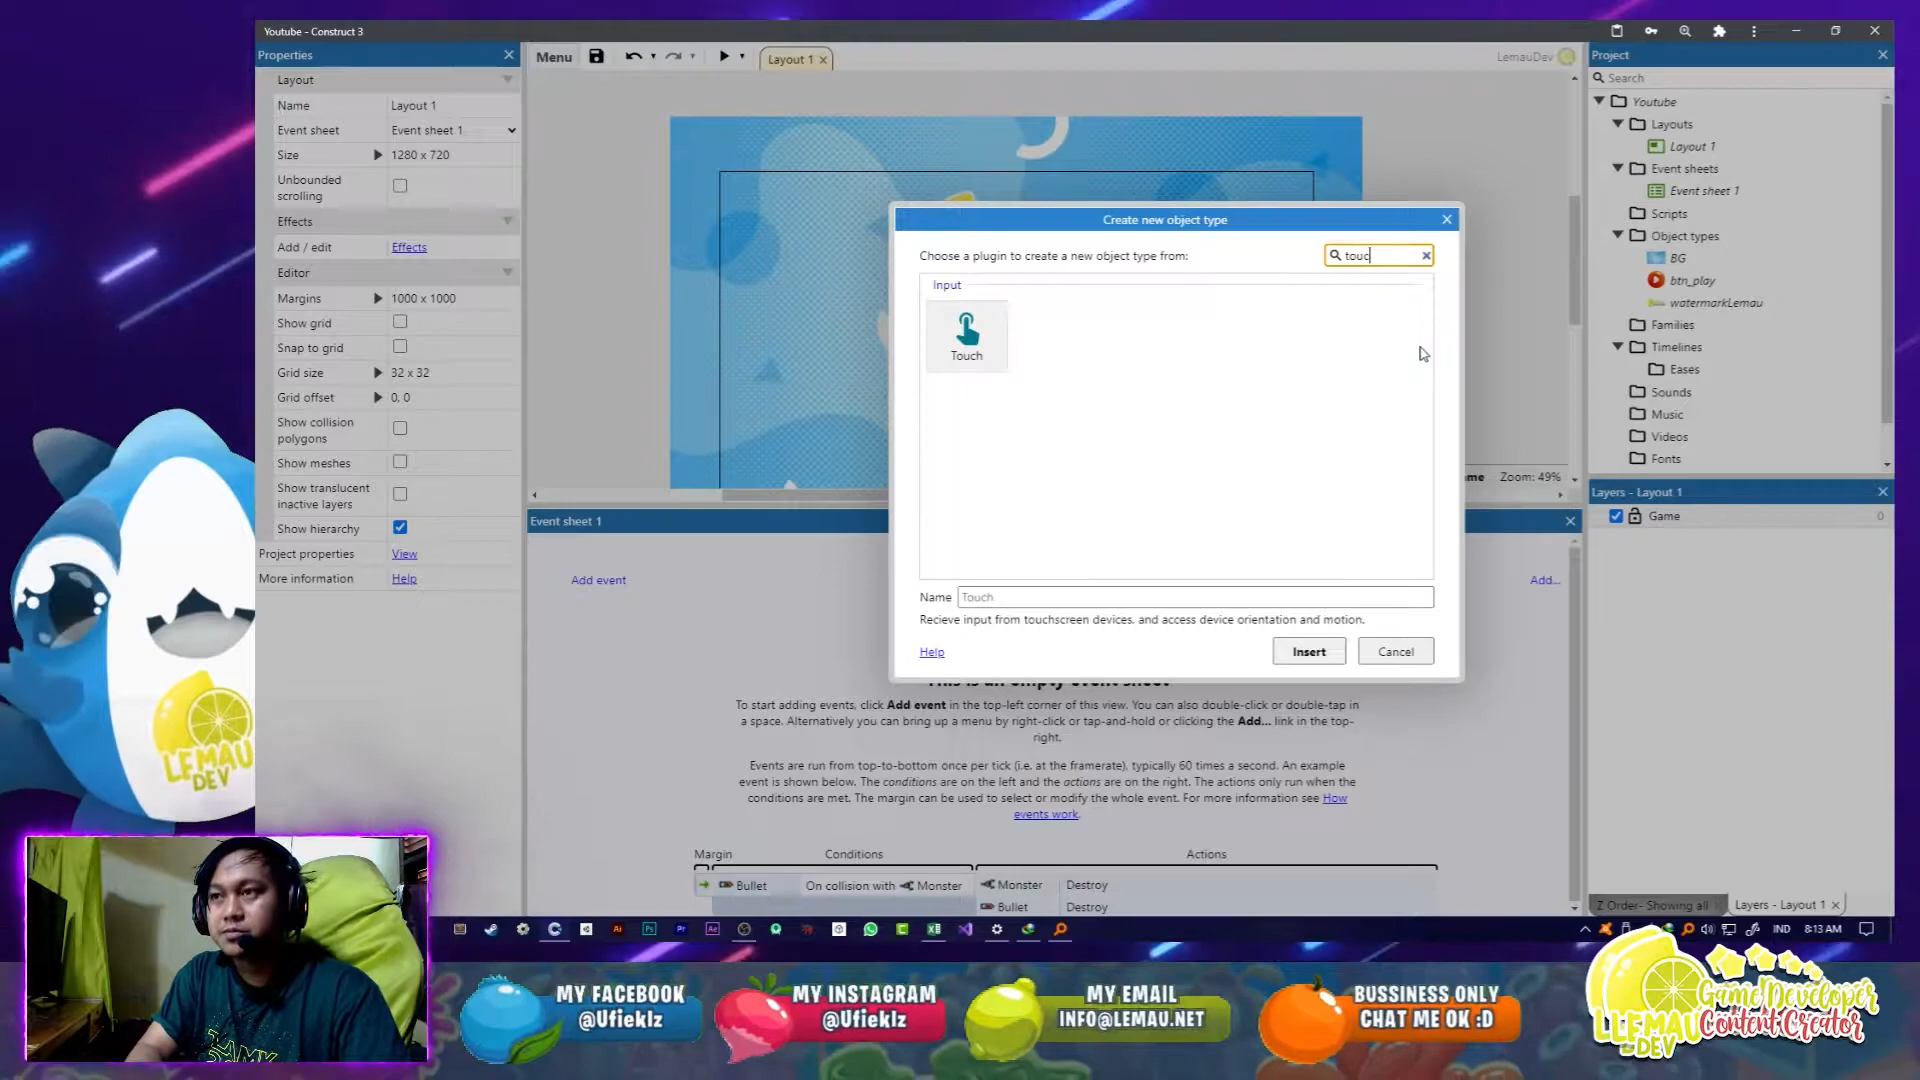 Youtube - Construct 3
Properties
Layout
Name Layout 1
Event sheet Event sheet 1
Size 1280 x 720
Unbounded
scrolling
Effects
Add / edit Effects
Editor
Margins 1000 x 1000
Show grid
Snap to grid
Grid size 32 x 32
Grid offset 0, 0
Show collision
polygons
Show meshes
Show translucent
inactive layers
Show hierarchy
Project properties View
More information Help
Menu
Layout 1
LemauDev
Zoom: 49%
Event sheet 1
Add event
Add...
Create new object type
Choose a plugin to create a new object type from:
touc
Input
Touch
Name Touch
Recieve input from touchscreen devices, and access device orientation and motion.
Help
Insert
Cancel
This is an empty event sheet
To start adding events, click Add event in the top-left corner of this view. You can also double-click or double-tap in
a space. Alternatively you can bring up a menu by right-click or tap-and-hold or clicking the Add... link in the top-
right.
Events are run from top-to-bottom once per tick (i.e. at the framerate), typically 60 times a second. An example
event is shown below. The conditions are on the left and the actions are on the right. The actions only run when the
conditions are met. The margin can be used to select or modify the whole event. For more information see How
events work.
Margin Conditions Actions
Bullet On collision with Monster Monster Destroy
Bullet Destroy
Project
Search
Youtube
Layouts
Layout 1
Event sheets
Event sheet 1
Scripts
Object types
BG
btn_play
watermarkLemau
Families
Timelines
Eases
Sounds
Music
Videos
Fonts
Layers - Layout 1
Game 0
Z Order- Showing all
Layers - Layout 1
Ai
Ps
Pr
Ae
IND
8:13 AM
LEMAU
DEV
MY FACEBOOK
@Ufieklz
MY INSTAGRAM
@Ufieklz
MY EMAIL
INFO@LEMAU.NET
BUSSINESS ONLY
CHAT ME OK :D
LLEMAU
DEV
Game Developer
Content Creator